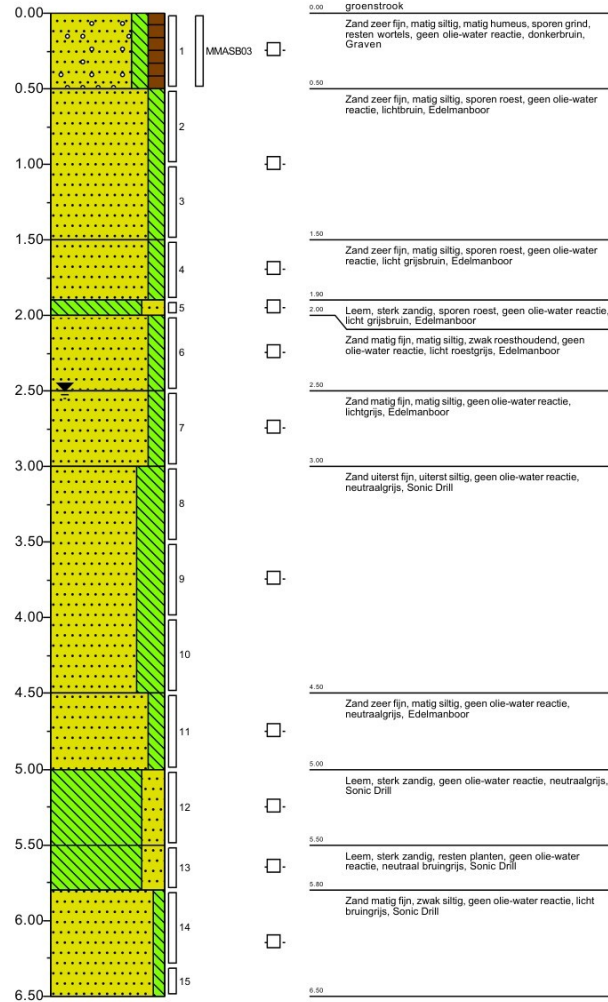 0.00
0.50
1.00
1.50
2.00
2.50
3.00
3.50
4.00
4.50
5.00
5.50
6.00
6.50
1
2
3
4
5
6
7
8
9
10
11
12
13
14
15
MMASB03
0.00
groenstrook
Zand zeer fijn, matig siltig, matig humeus, sporen grind,
resten wortels, geen olie-water reactie, donkerbruin,
Graven
0.50
Zand zeer fijn, matig siltig, sporen roest, geen olie-water
reactie, lichtbruin, Edelmanboor
1.50
Zand zeer fijn, matig siltig, sporen roest, geen olie-water
reactie, licht grijsbruin, Edelmanboor
1.90
Leem, sterk zandig, sporen roest, geen olie-water reactie,
licht grijsbruin, Edelmanboor
2.00
Zand matig fijn, matig siltig, zwak roesthoudend, geen
olie-water reactie, licht roestgrijs, Edelmanboor
2.50
Zand matig fijn, matig siltig, geen olie-water reactie,
lichtgrijs, Edelmanboor
3.00
Zand uiterst fijn, uiterst siltig, geen olie-water reactie,
neutraalgrijs, Sonic Drill
4.50
Zand zeer fijn, matig siltig, geen olie-water reactie,
neutraalgrijs, Edelmanboor
5.00
Leem, sterk zandig, geen olie-water reactie, neutraalgrijs,
Sonic Drill
5.50
Leem, sterk zandig, resten planten, geen olie-water
reactie, neutraal bruingrijs, Sonic Drill
5.80
Zand matig fijn, zwak siltig, geen olie-water reactie, licht
bruingrijs, Sonic Drill
6.50